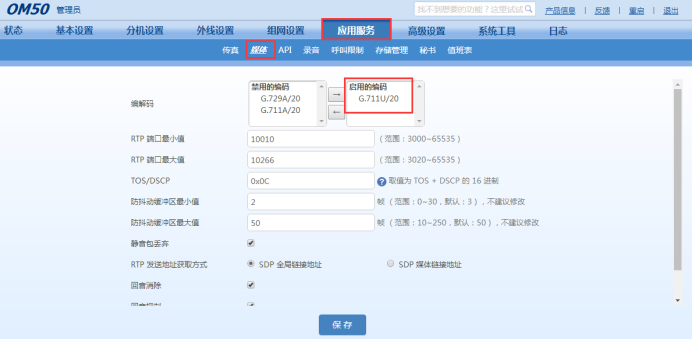 OM50 管理员 找不到想要的功能？这里试试 产品信息 | 反馈 | 重启 | 退出
状态 基本设置 分机设置 外线设置 组网设置 应用服务 高级设置 系统工具 日志
传真 媒体 API 录音 呼叫限制 存储管理 秘书 值班表
禁用的编码 启用的编码
G.729A/20 G.711U/20
编解码
G.711A/20
RTP 端口最小值 10010 (范围：3000~65535)
RTP 端口最大值 10266 (范围：3020~65535)
TOS/DSCP 0x0C 取值为 TOS + DSCP 的 16 进制
防抖动缓冲区最小值 2 帧 (范围：0~30，默认：3)，不建议修改
防抖动缓冲区最大值 50 帧 (范围：10~250，默认：50)，不建议修改
静音包丢弃
RTP 发送地址获取方式 SDP 全局链接地址 SDP 媒体链接地址
回音消除
保存